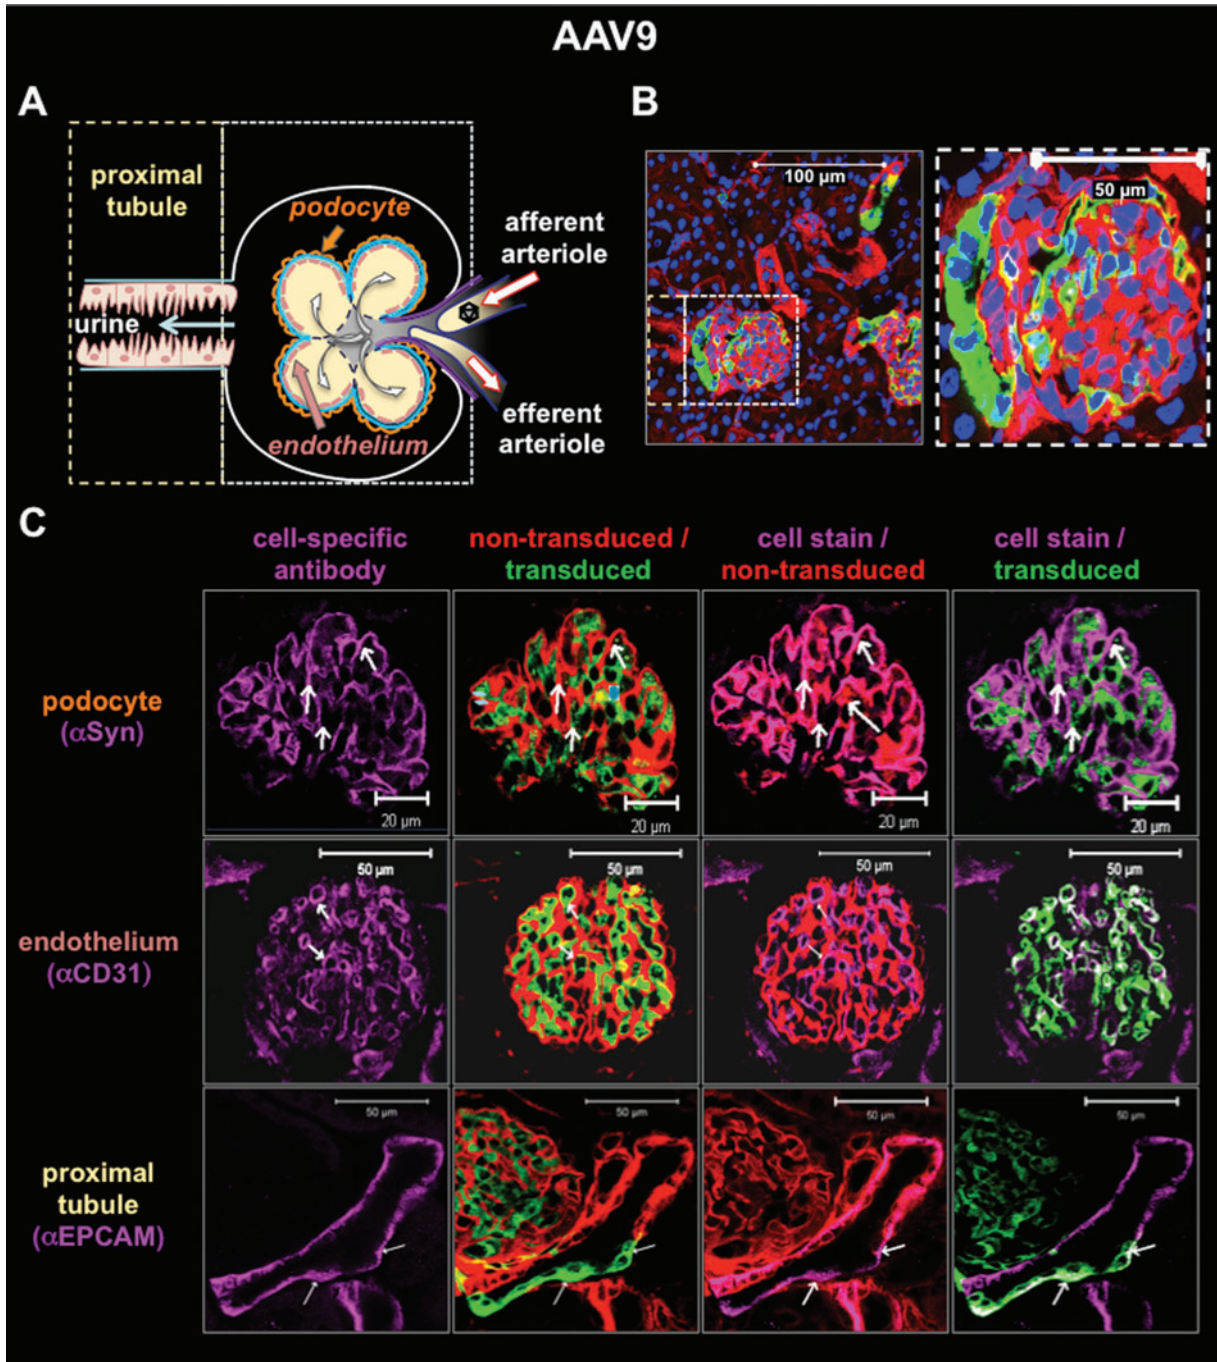 AAV9
A
proximal
tubule
podocyte
afferent
arteriole
urine
endothelium
efferent
arteriole
B
100 µm
50 µm
C
cell-specific
antibody
non-transduced /
transduced
cell stain /
non-transduced
cell stain /
transduced
podocyte
(αSyn)
20 µm
20 µm
20 µm
20 µm
endothelium
(αCD31)
50 µm
50 µm
50 µm
50 µm
proximal
tubule
(αEPCAM)
50 µm
50 µm
50 µm
50 µm